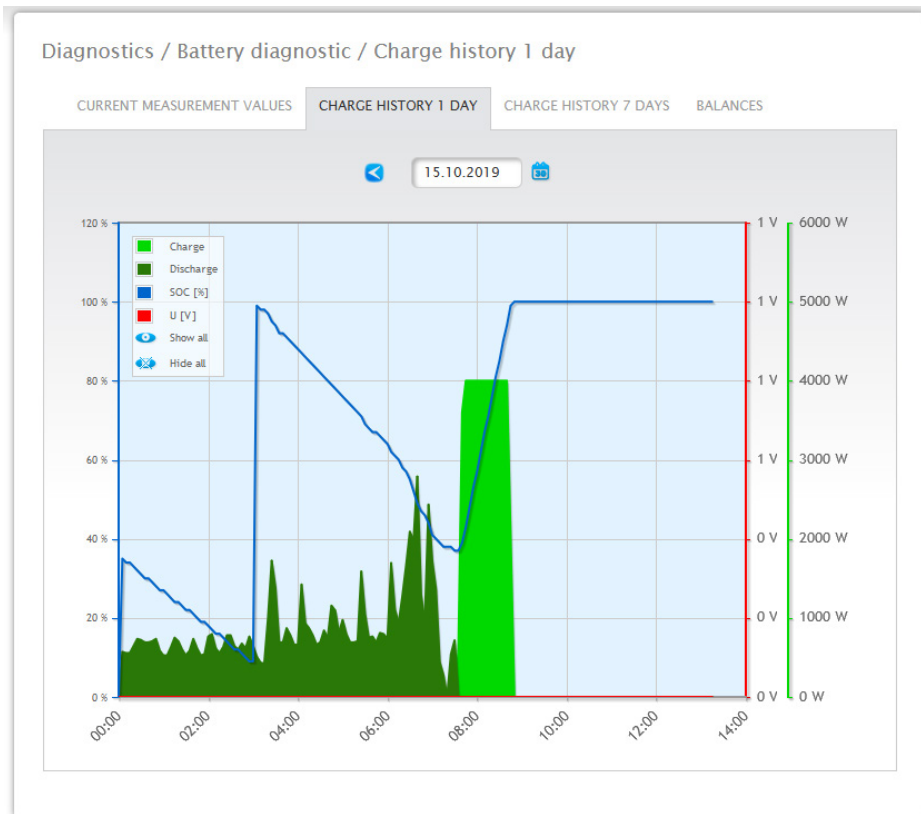 Diagnostics / Battery diagnostic / Charge history 1 day
CURRENT MEASUREMENT VALUES CHARGE HISTORY 1 DAY CHARGE HISTORY 7 DAYS BALANCES
15.10.2019
30
120 % 1 V 6000 W
Charge
Discharge
100 % SOC [%] 1 V 5000 W
U [V]
Show all
Hide all
80 % 1 V 4000 W
60 % 1 V 3000 W
40 % 0 V 2000 W
20 % 0 V 1000 W
0 % 0 V 0 W
00:00 02:00 04:00 06:00 08:00 10:00 12:00 14:00